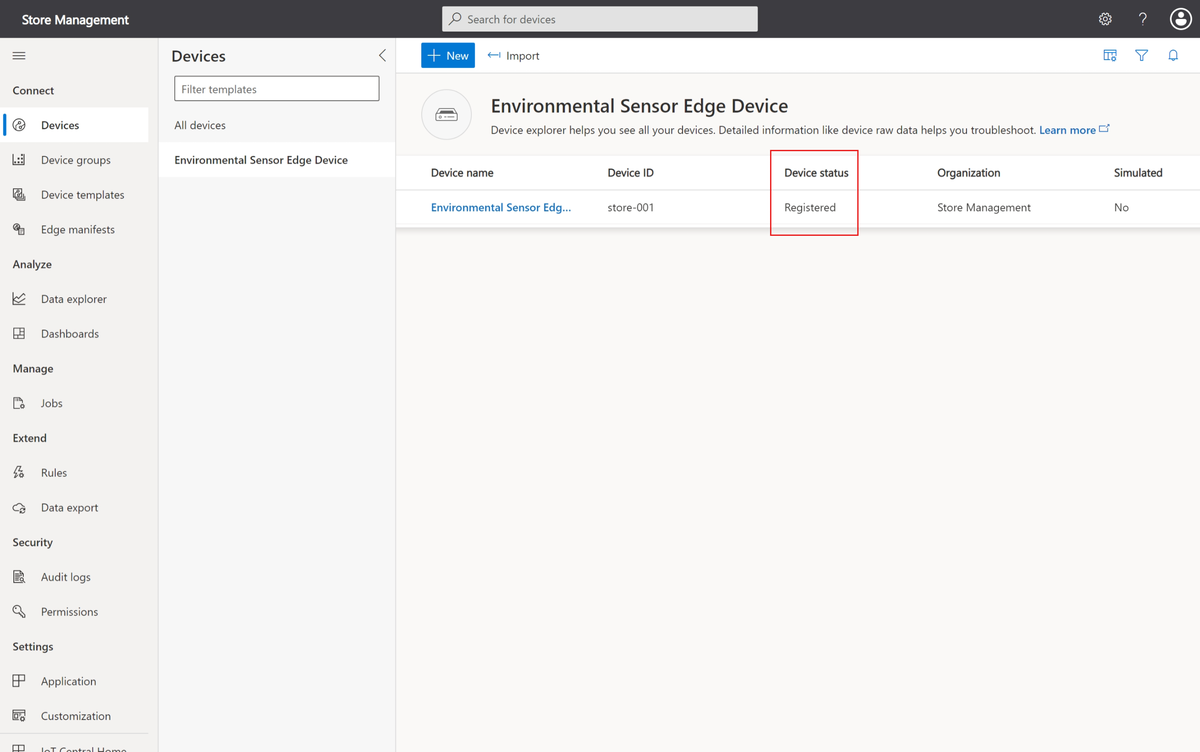 Store Management
Search for devices
?
Connect
Devices
Device groups
Device templates
Edge manifests
Analyze
Data explorer
Dashboards
Manage
Jobs
Extend
Rules
Data export
Security
Audit logs
Permissions
Settings
Application
Customization
IoT Central Home
Devices
Filter templates
All devices
Environmental Sensor Edge Device
New
Import
Environmental Sensor Edge Device
Device explorer helps you see all your devices. Detailed information like device raw data helps you troubleshoot. Learn more
Device name Device ID Device status Organization Simulated
Environmental Sensor Edg... store-001 Registered Store Management No